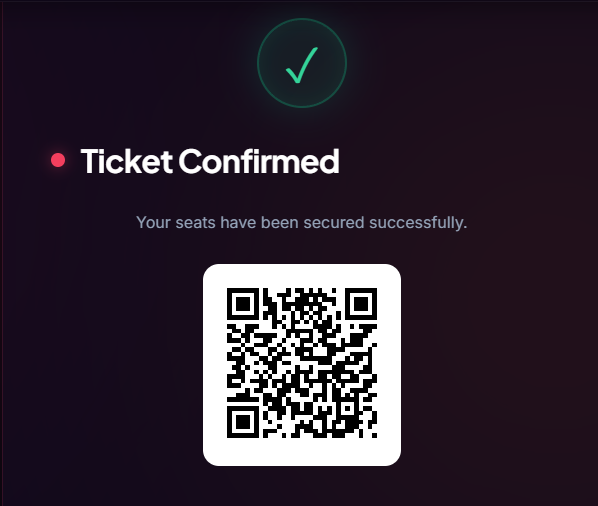 Ticket Confirmed
Your seats have been secured successfully.